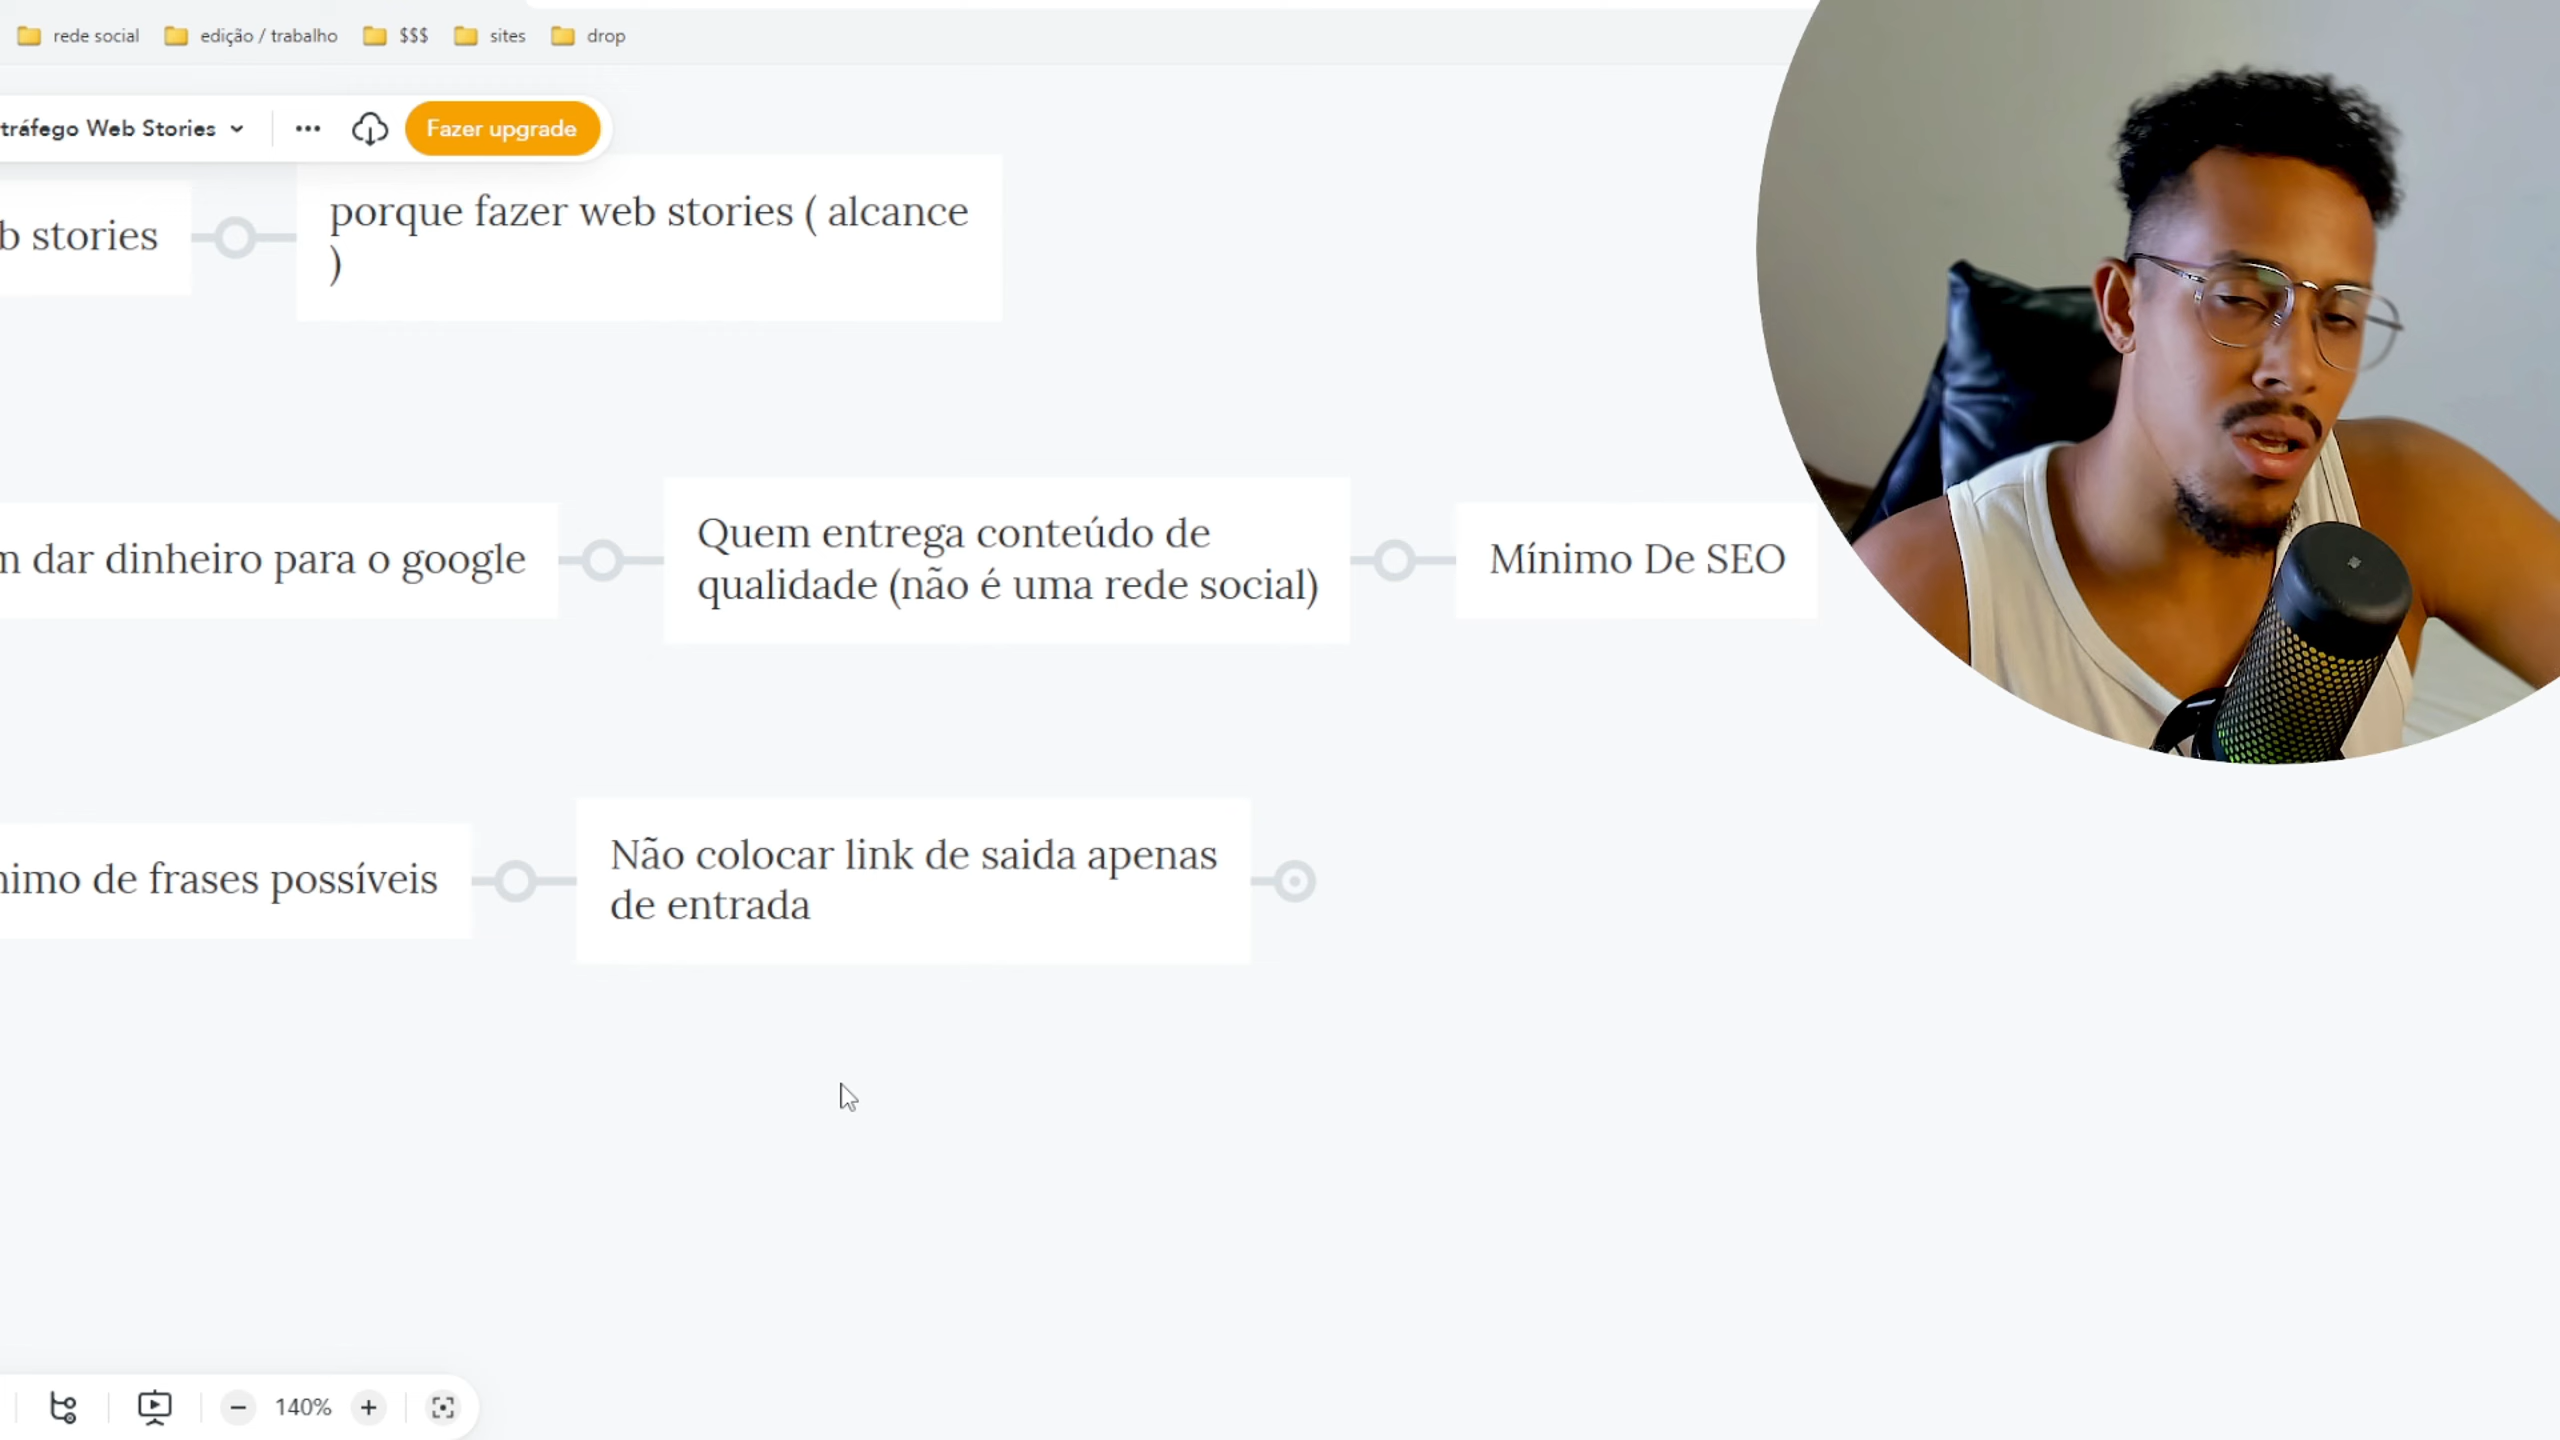 rede social edição / trabalho $$$ sites drop
tráfego Web Stories Fazer upgrade
porque fazer web stories ( alcance
)
b stories
m dar dinheiro para o google
Quem entrega conteúdo de
qualidade (não é uma rede social)
Mínimo De SEO
nimo de frases possíveis
Não colocar link de saida apenas
de entrada
140%